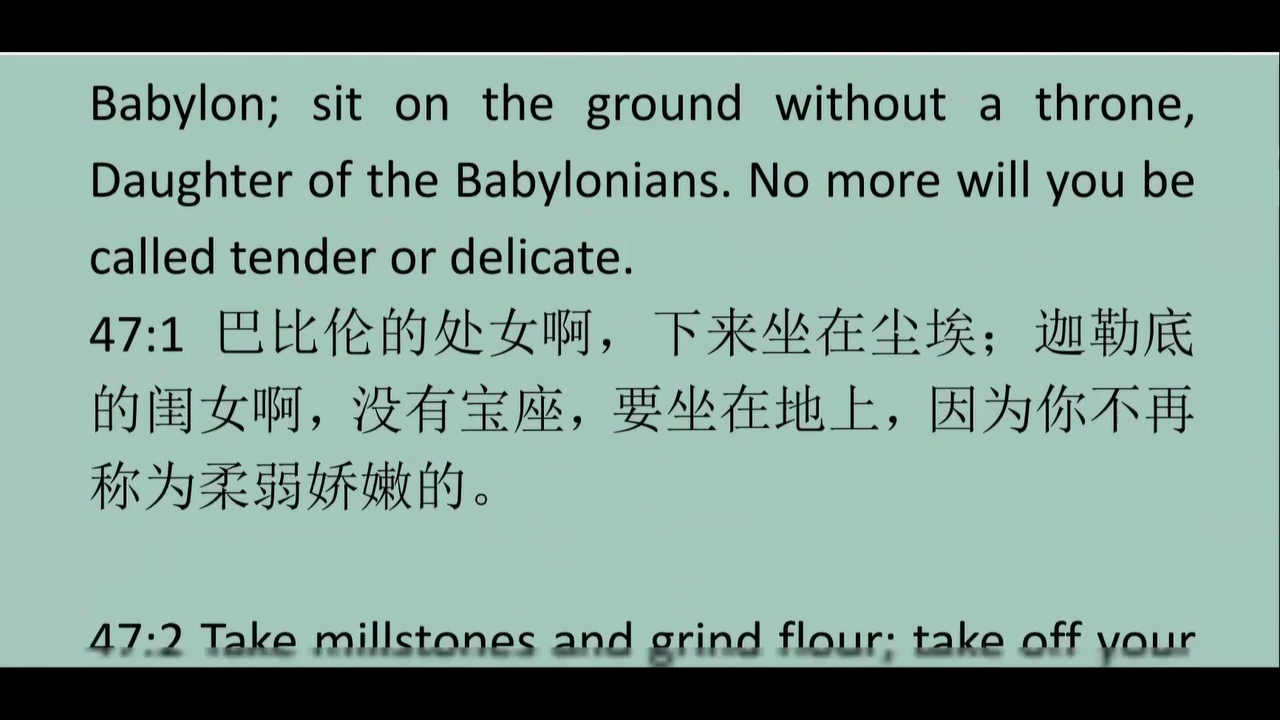 Babylon; sit on the ground without a throne,
Daughter of the Babylonians. No more will you be
called tender or delicate.
47:1 巴比伦的处女啊，下来坐在尘埃；迦勒底
的闺女啊，没有宝座，要坐在地上，因为你不再
称为柔弱娇嫩的。
47:2 Take millstones and grind flour; take off your